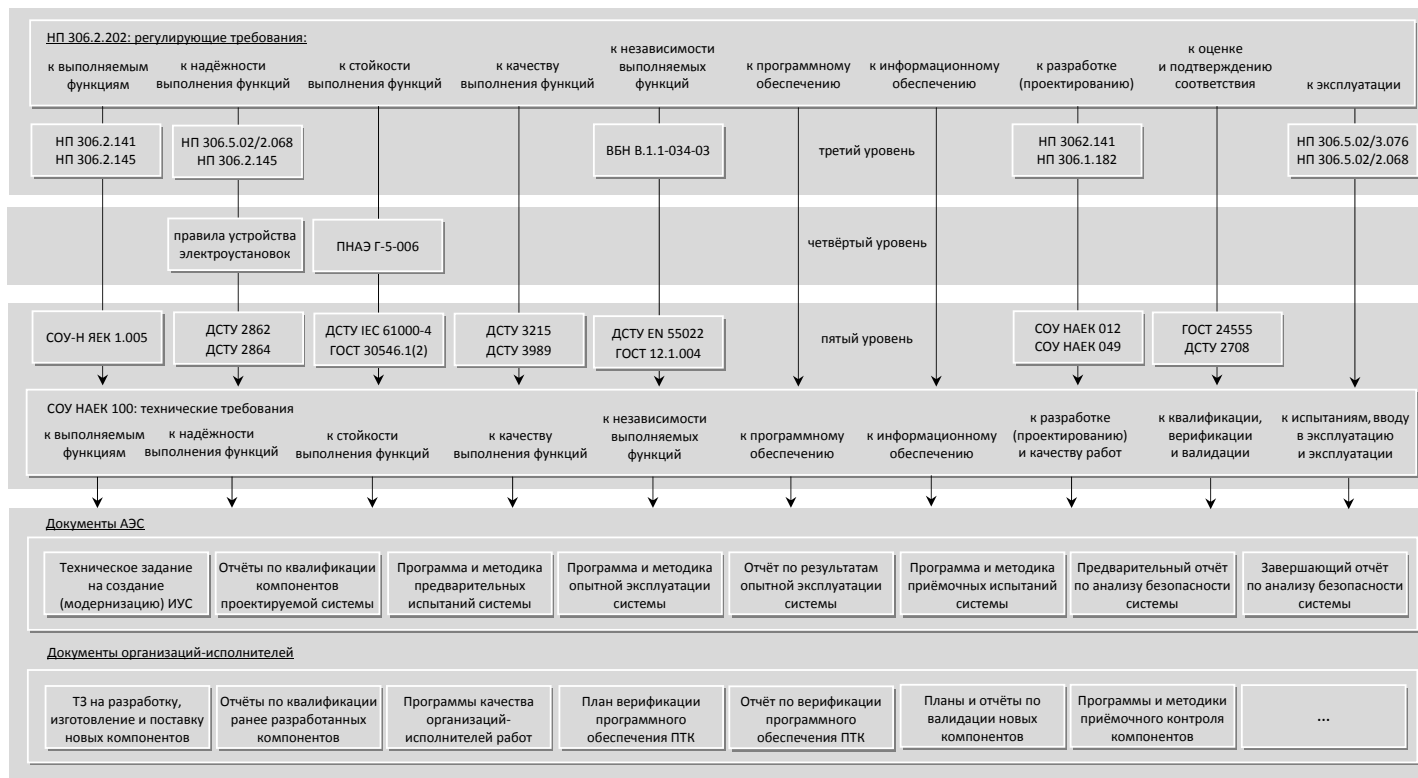 НП 306.2.202: регулирующие требования:
к выполняемым
функциям
к надёжности
выполнения функций
к стойкости
выполнения функций
к качеству
выполнения функций
к независимости
выполняемых
функций
к программному
обеспечению
к информационному
обеспечению
к разработке
(проектированию)
к оценке
и подтверждению
соответствия
к эксплуатации
НП 306.2.141
НП 306.2.145
НП 306.5.02/2.068
НП 306.2.145
ВБН В.1.1-034-03
третий уровень
НП 3062.141
НП 306.1.182
НП 306.5.02/3.076
НП 306.5.02/2.068
правила устройства
электроустановок
ПНАЭ Г-5-006
четвёртый уровень
СОУ-Н ЯЕК 1.005
ДСТУ 2862
ДСТУ 2864
ДСТУ IEC 61000-4
ГОСТ 30546.1(2)
ДСТУ 3215
ДСТУ 3989
ДСТУ EN 55022
ГОСТ 12.1.004
пятый уровень
СОУ НАЕК 012
СОУ НАЕК 049
ГОСТ 24555
ДСТУ 2708
СОУ НАЕК 100: технические требования
к выполняемым
функциям
к надёжности
выполнения функций
к стойкости
выполнения функций
к качеству
выполнения функций
к независимости
выполняемых
функций
к программному
обеспечению
к информационному
обеспечению
к разработке
(проектированию)
и качеству работ
к квалификации,
верификации
и валидации
к испытаниям, вводу
в эксплуатацию
и эксплуатации
Документы АЭС
Техническое задание
на создание
(модернизацию) ИУС
Отчёты по квалификации
компонентов
проектируемой системы
Программа и методика
предварительных
испытаний системы
Программа и методика
опытной эксплуатации
системы
Отчёт по результатам
опытной эксплуатации
системы
Программа и методика
приёмочных испытаний
системы
Предварительный отчёт
по анализу безопасности
системы
Завершающий отчёт
по анализу безопасности
системы
Документы организаций-исполнителей
ТЗ на разработку,
изготовление и поставку
новых компонентов
Отчёты по квалификации
ранее разработанных
компонентов
Программы качества
организаций-
исполнителей работ
План верификации
программного
обеспечения ПТК
Отчёт по верификации
программного
обеспечения ПТК
Планы и отчёты по
валидации новых
компонентов
Программы и методики
приёмочного контроля
компонентов
...